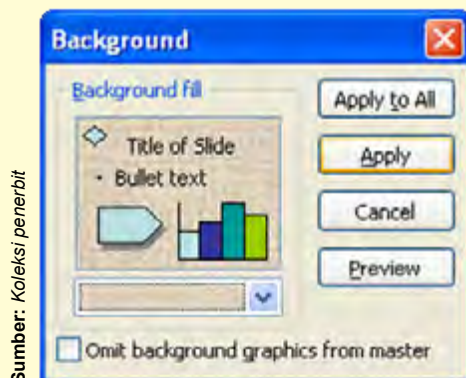 Background
Background fill
Title of Slide
• Bullet text
Apply to All
Apply
Cancel
Preview
Omit background graphics from master
Sumber: Koleksi penerbit